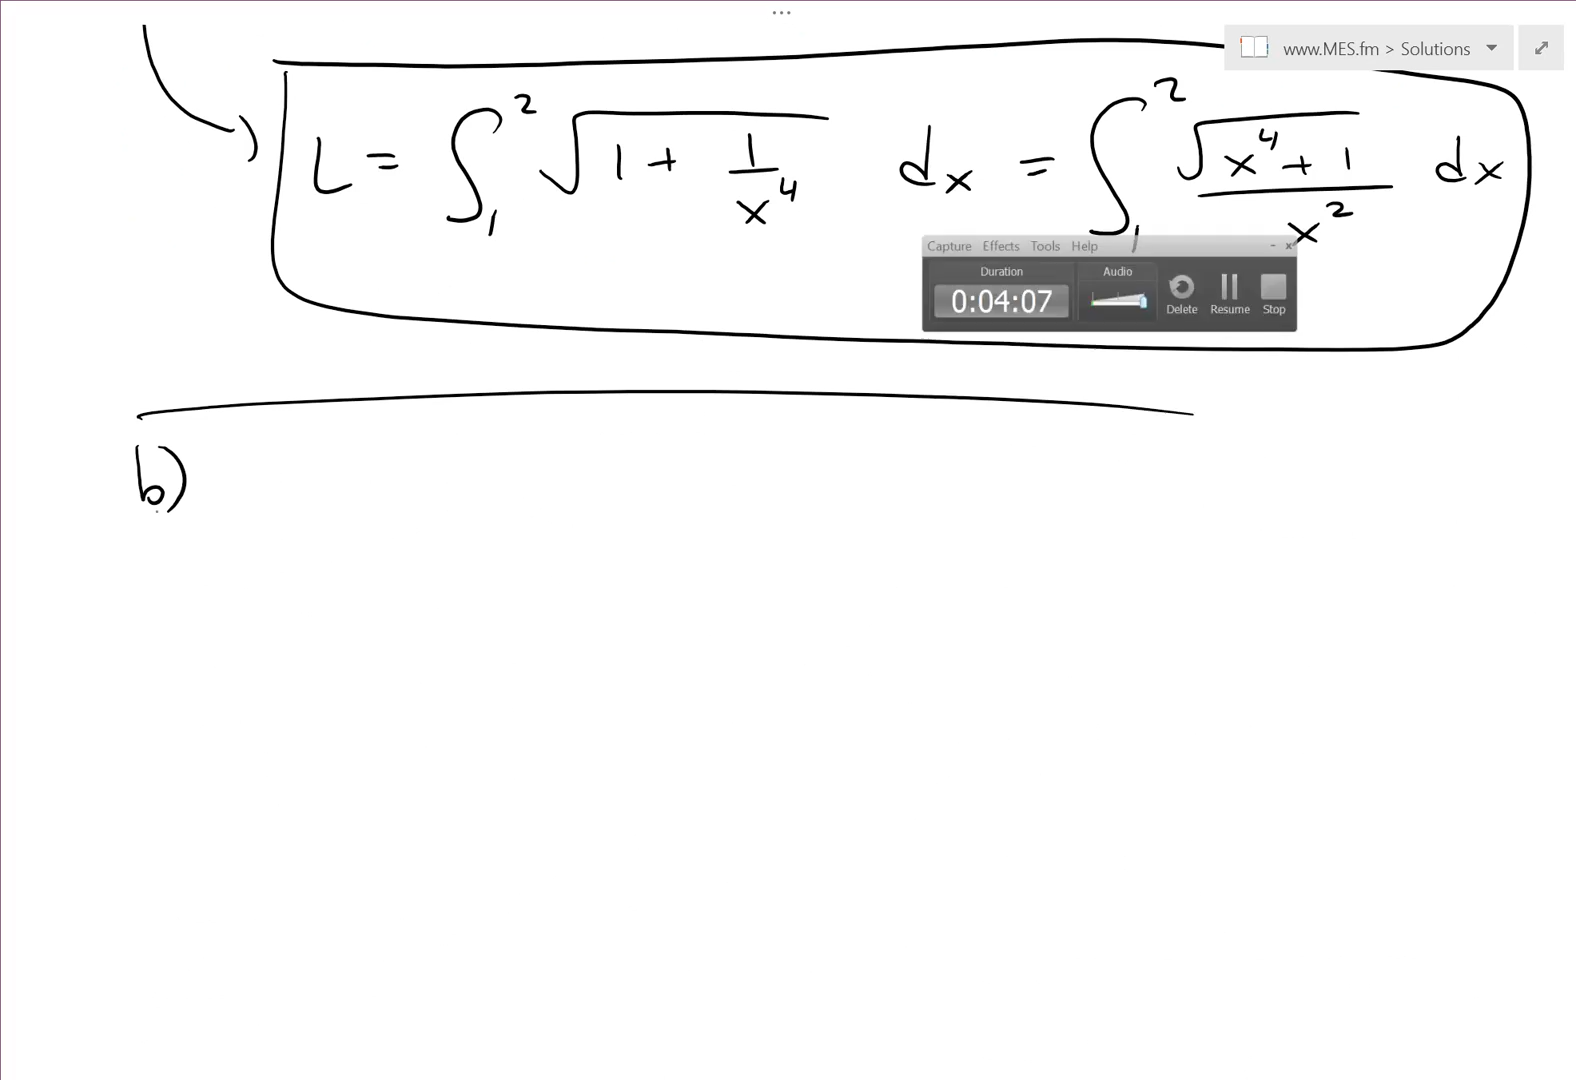 www.MES.fm > Solutions
L = ∫₁² √(1 + 1/x⁴) dx = ∫₁² √(x⁴ + 1)/x² dx
Capture Effects Tools Help
Duration Audio
0:04:07
Delete Resume Stop
b)